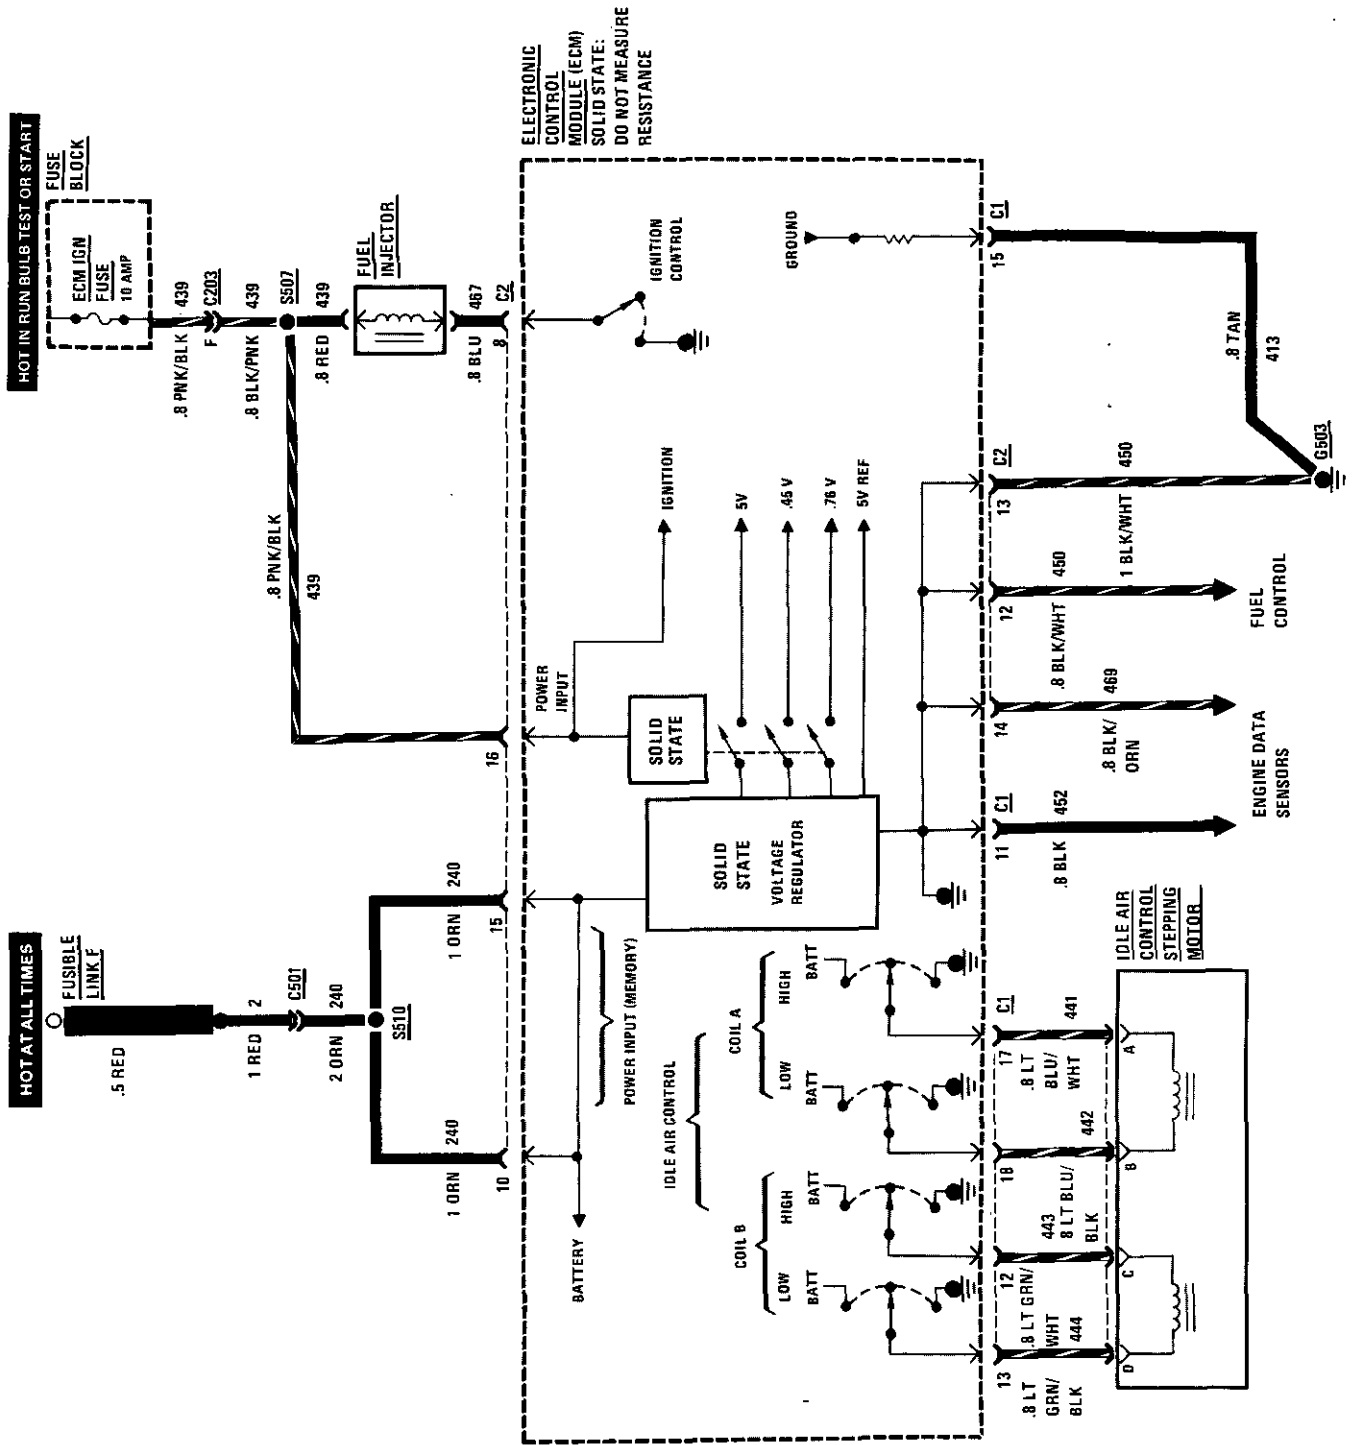 HOT AT ALL TIMES
FUSIBLE
LINK F
.5 RED
1 RED
2
C501
2 ORN
240
S510
1 ORN
240
1 ORN
240
10
15
HOT IN RUN BULB TEST OR START
FUSE
BLOCK
ECM IGN
FUSE
10 AMP
.8 PNK/BLK
439
F
C203
.8 BLK/PNK
439
S507
.8 PNK/BLK
439
.8 RED
439
FUEL
INJECTOR
.8 BLU
467
16
8
C2
ELECTRONIC
CONTROL
MODULE (ECM)
SOLID STATE:
DO NOT MEASURE
RESISTANCE
BATTERY
POWER INPUT (MEMORY)
POWER
INPUT
IGNITION
IGNITION
CONTROL
SOLID
STATE
SOLID
STATE
VOLTAGE
REGULATOR
5V
.45 V
.76 V
5V REF
GROUND
IDLE AIR CONTROL
COIL B
COIL A
LOW
HIGH
LOW
HIGH
BATT
BATT
BATT
BATT
13
12
18
17
C1
11
C1
14
12
13
C2
15
C1
.8 LT
GRN/
BLK
444
.8 LT GRN/
WHT
443
8 LT BLU/
BLK
442
.8 LT
BLU/
WHT
441
.8 BLK
452
.8 BLK/
ORN
469
.8 BLK/WHT
450
1 BLK/WHT
450
.8 TAN
413
G503
D
C
B
A
IDLE AIR
CONTROL
STEPPING
MOTOR
ENGINE DATA
SENSORS
FUEL
CONTROL